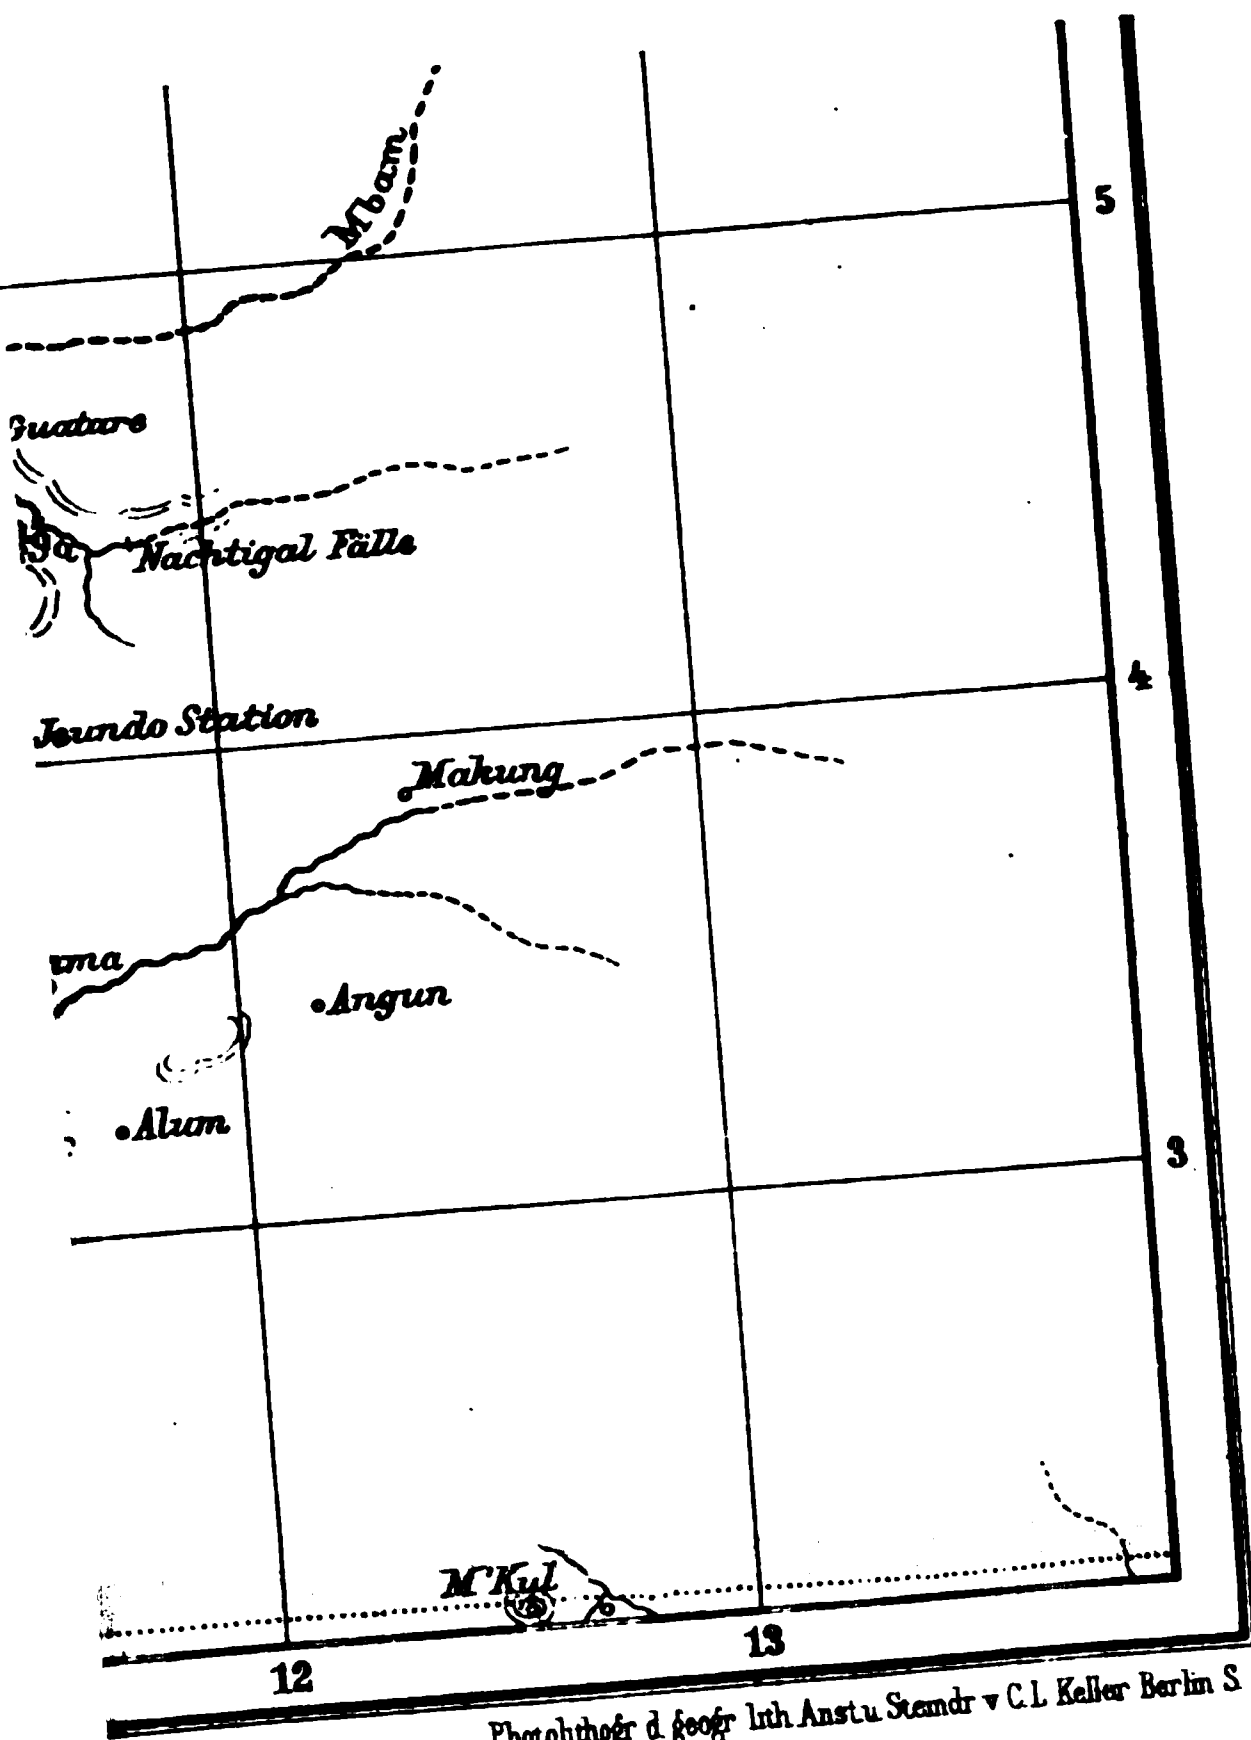 Mbam
5
Guatare
Nachtigal Fälle
4
Jeundo Station
Makung
Angun
Alum
3
M'Kul
12
13
Photolithogr d. geogr lith Anst u Steindr v C.L Keller Berlin S.